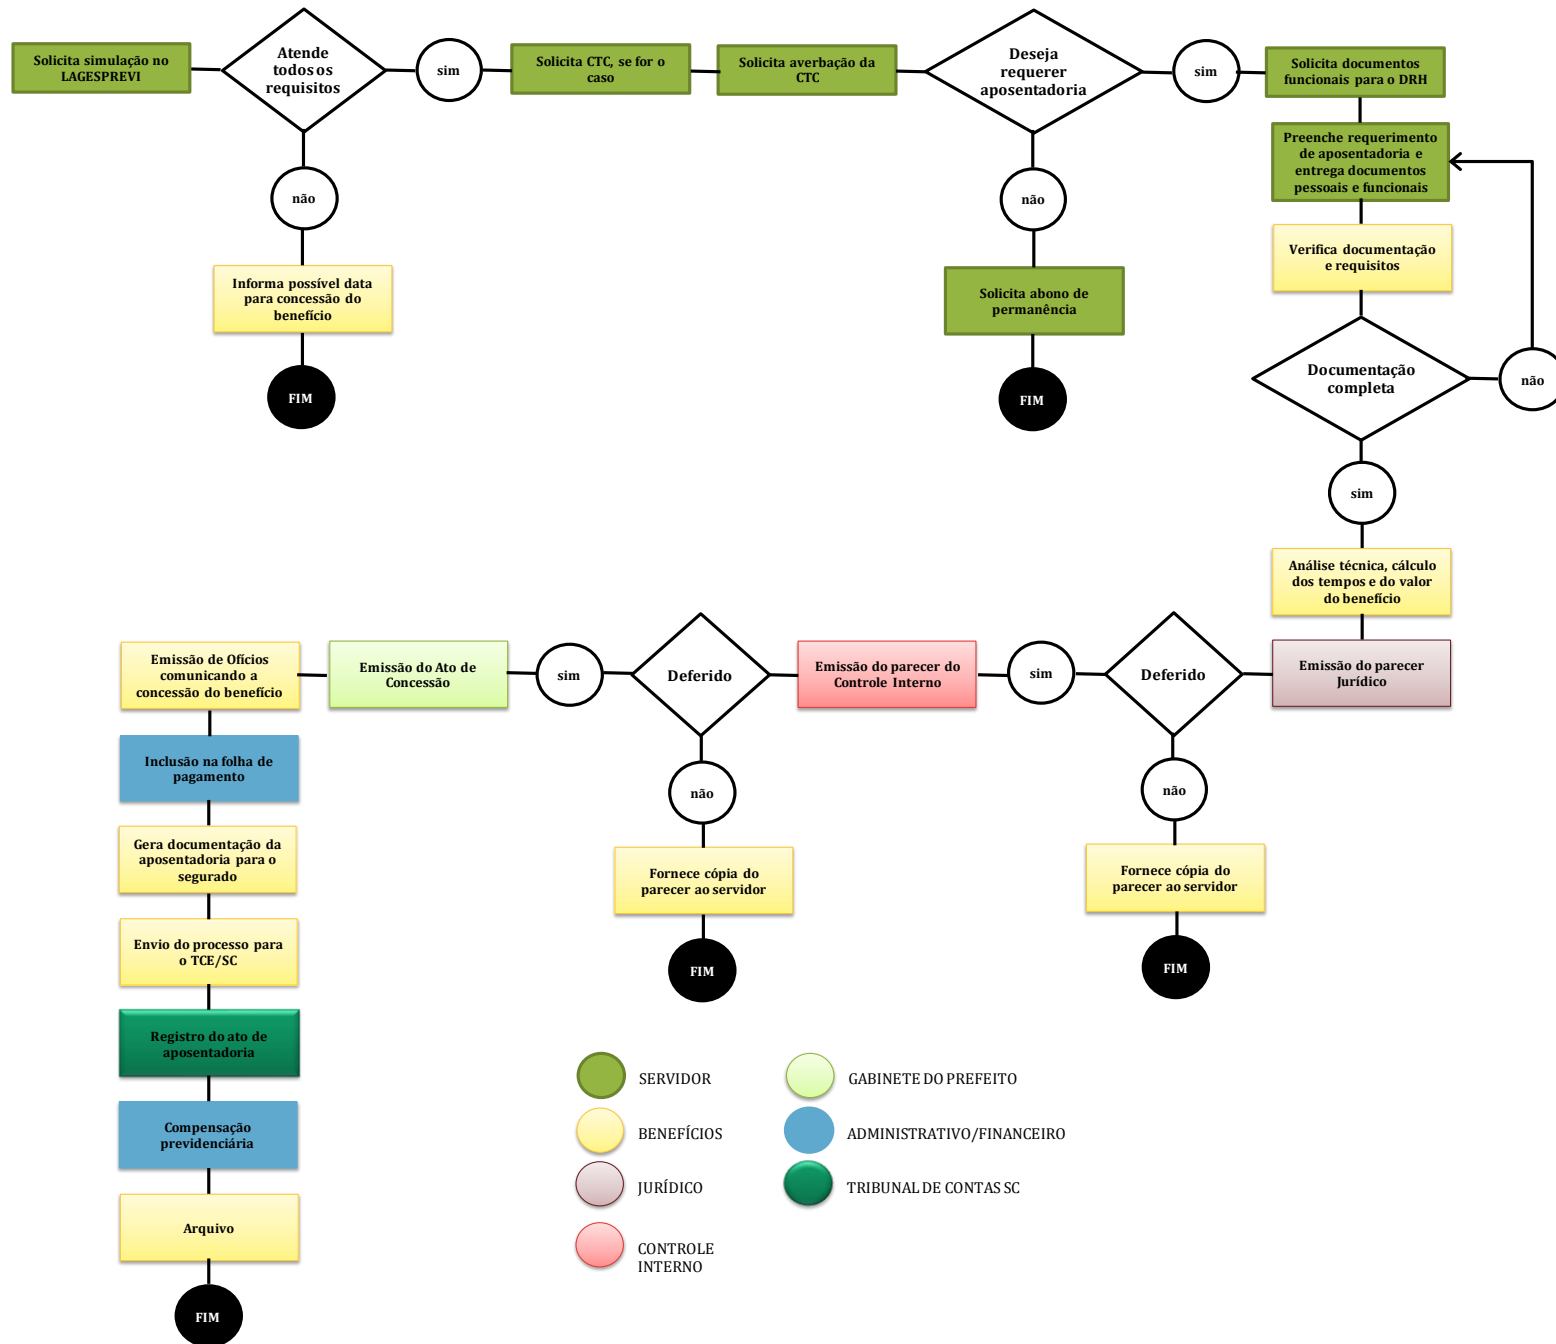 Solicita simulação no
LAGESPREVI
Atende
todos os
requisitos
sim
Solicita CTC, se for o
caso
Solicita averbação da
CTC
Deseja
requerer
aposentadoria
sim
Solicita documentos
funcionais para o DRH
Preenche requerimento
de aposentadoria e
entrega documentos
pessoais e funcionais
não
não
Verifica documentação
e requisitos
Informa possível data
para concessão do
benefício
Solicita abono de
permanência
Documentação
completa
não
FIM
FIM
sim
Análise técnica, cálculo
dos tempos e do valor
do benefício
Emissão de Ofícios
comunicando a
concessão do benefício
Emissão do Ato de
Concessão
sim
Deferido
Emissão do parecer do
Controle Interno
sim
Deferido
Emissão do parecer
Jurídico
Inclusão na folha de
pagamento
não
não
Gera documentação da
aposentadoria para o
segurado
Fornece cópia do
parecer ao servidor
Fornece cópia do
parecer ao servidor
Envio do processo para
o TCE/SC
FIM
FIM
Registro do ato de
aposentadoria
Compensação
previdenciária
Arquivo
FIM
SERVIDOR
GABINETE DO PREFEITO
BENEFÍCIOS
ADMINISTRATIVO/FINANCEIRO
JURÍDICO
TRIBUNAL DE CONTAS SC
CONTROLE
INTERNO